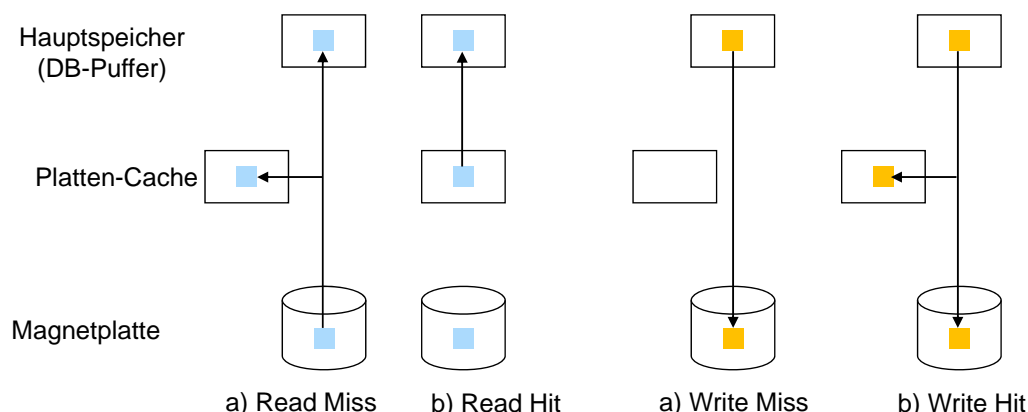 Hauptspeicher
(DB-Puffer)
Platten-Cache
Magnetplatte
a) Read Miss
b) Read Hit
a) Write Miss
b) Write Hit